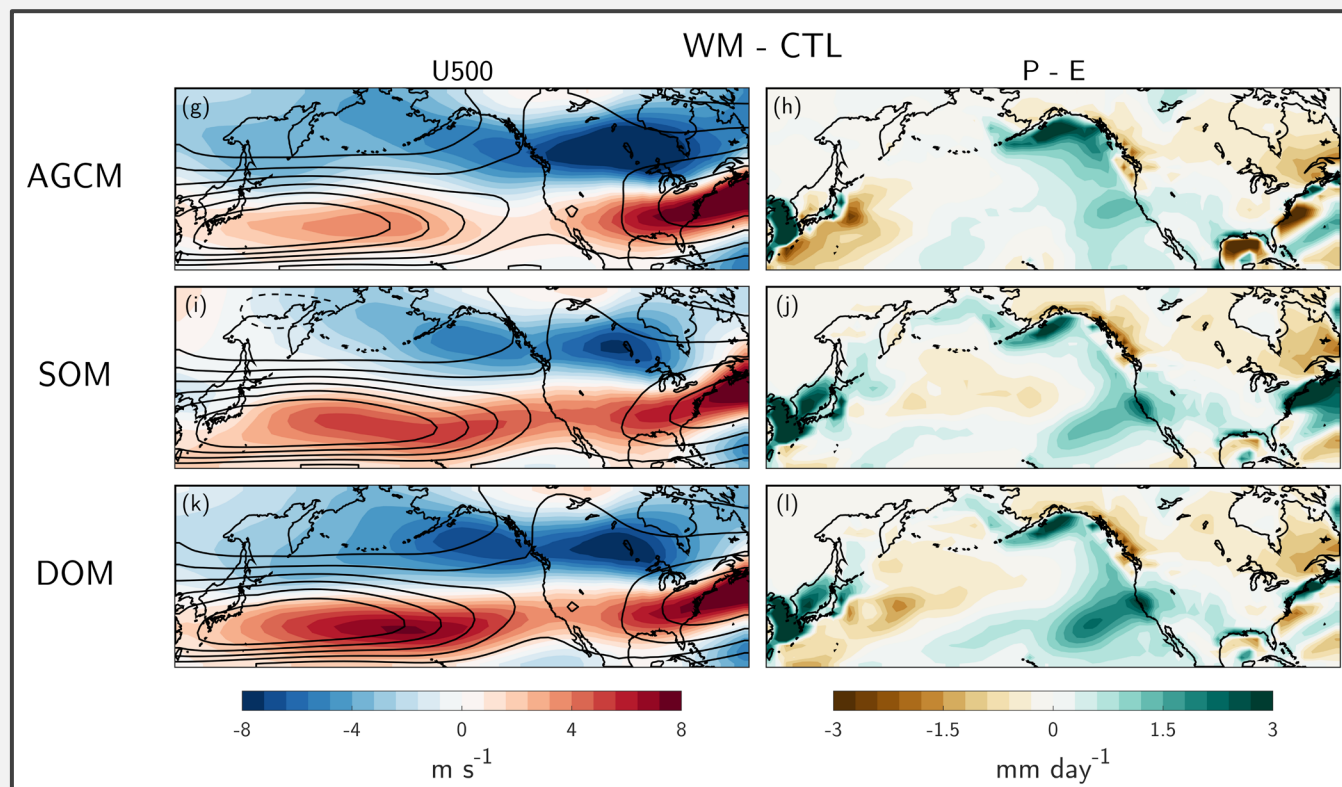 WM - CTL
U500
P - E
AGCM
(g)
(h)
SOM
(i)
(j)
DOM
(k)
(l)
-8 -4 0 4 8
m s-1
-3 -1.5 0 1.5 3
mm day-1